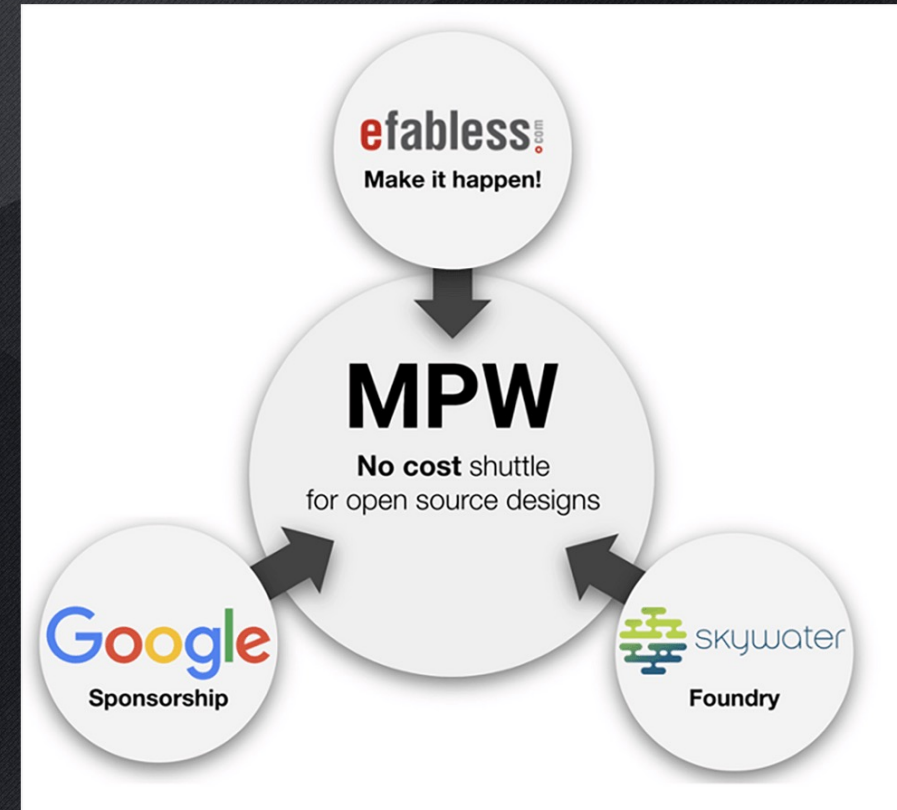 efabless.com
Make it happen!
MPW
No cost shuttle
for open source designs
Google
Sponsorship
skywater
Foundry